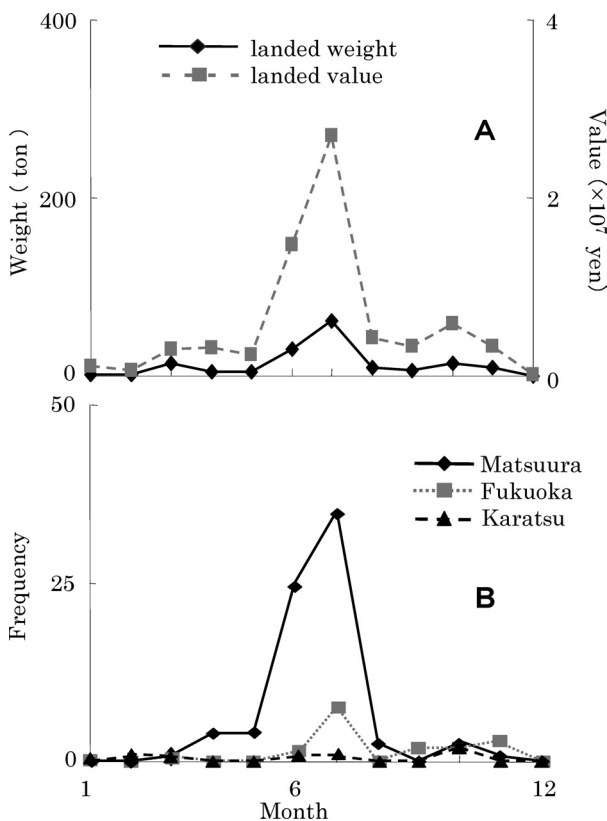 400
4
landed weight
landed value
A
Weight ( ton )
Value (×10⁷ yen)
200
2
0
0
50
Matsuura
Fukuoka
Karatsu
Frequency
25
B
0
1
6
12
Month